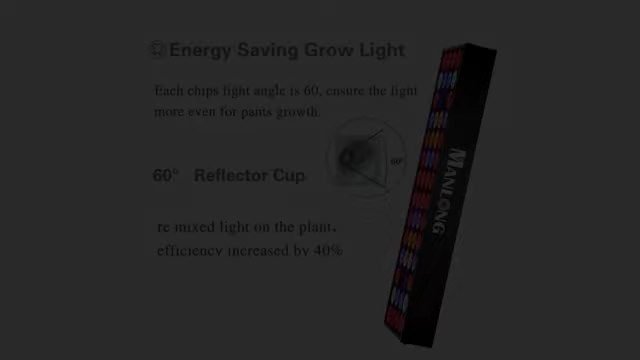 Energy Saving Grow Light
Each chips light angle is 60, ensure the light
more even for pants growth.
60°
60° Reflector Cup
re mixed light on the plant,
efficiency increased by 40%
MANLONG